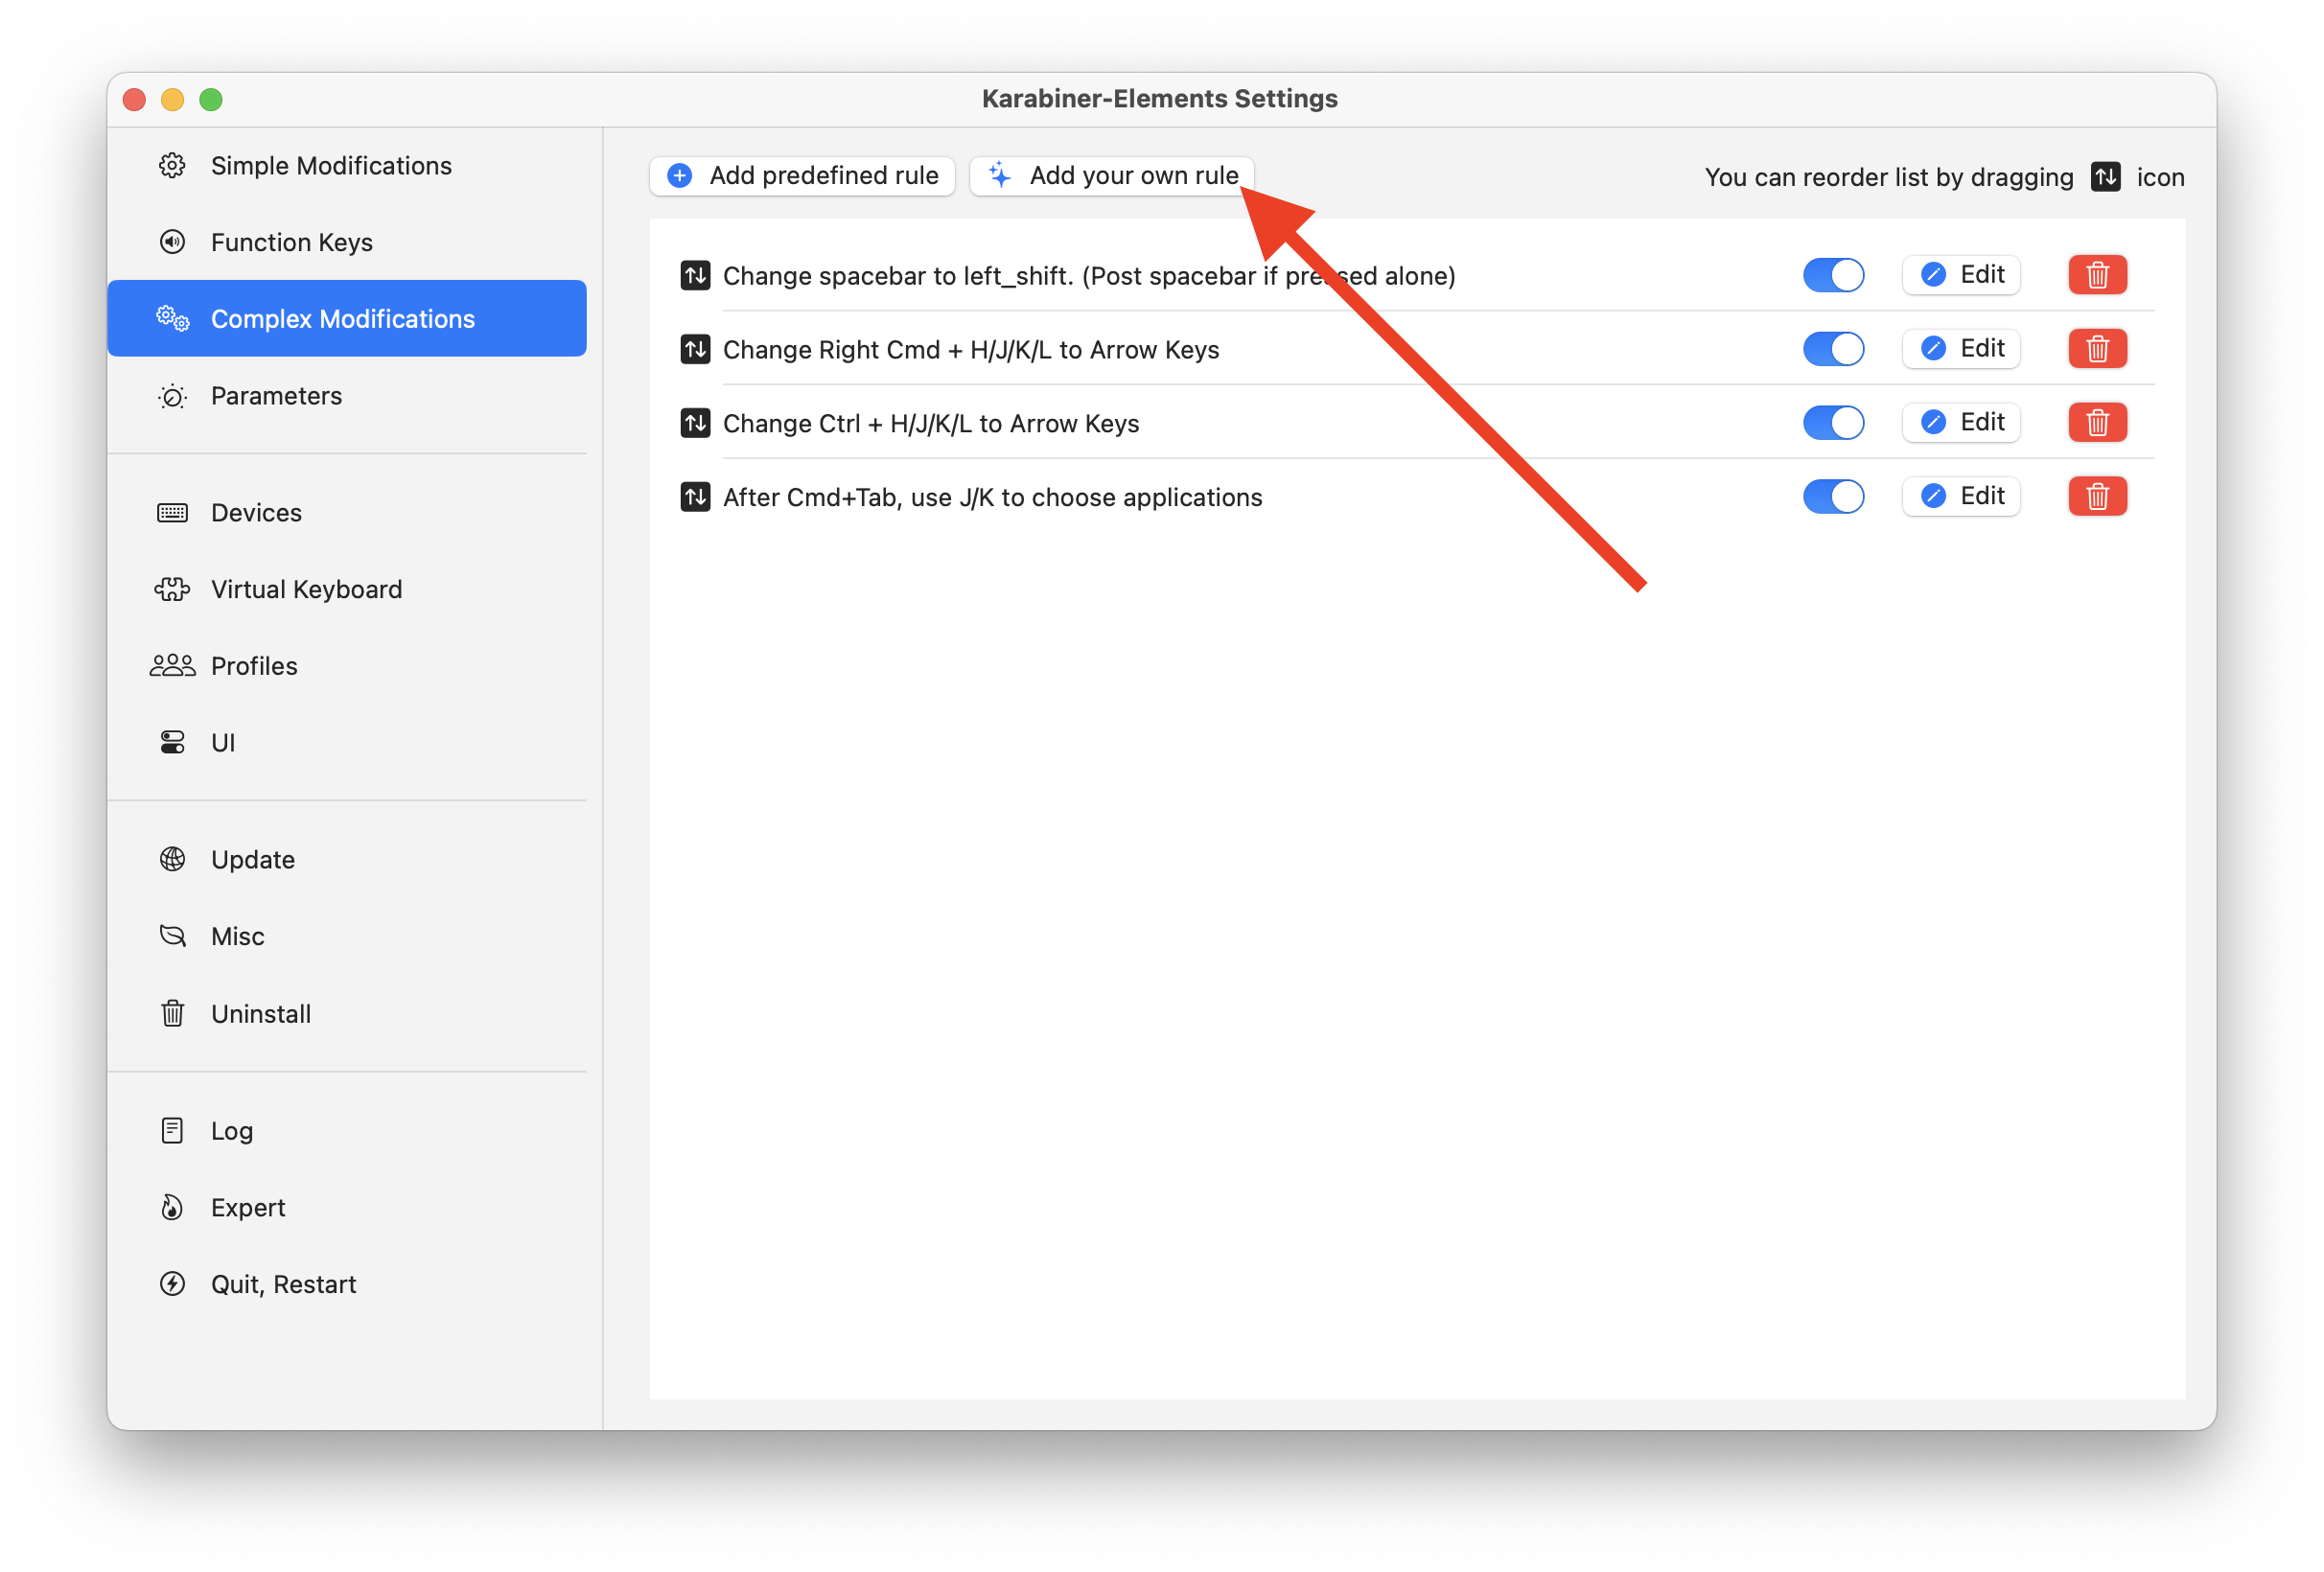 Karabiner-Elements Settings
Simple Modifications
Function Keys
Complex Modifications
Parameters
Devices
Virtual Keyboard
Profiles
UI
Update
Misc
Uninstall
Log
Expert
Quit, Restart
Add predefined rule
Add your own rule
You can reorder list by dragging icon
Change spacebar to left_shift. (Post spacebar if pressed alone)
Edit
Change Right Cmd + H/J/K/L to Arrow Keys
Edit
Change Ctrl + H/J/K/L to Arrow Keys
Edit
After Cmd+Tab, use J/K to choose applications
Edit